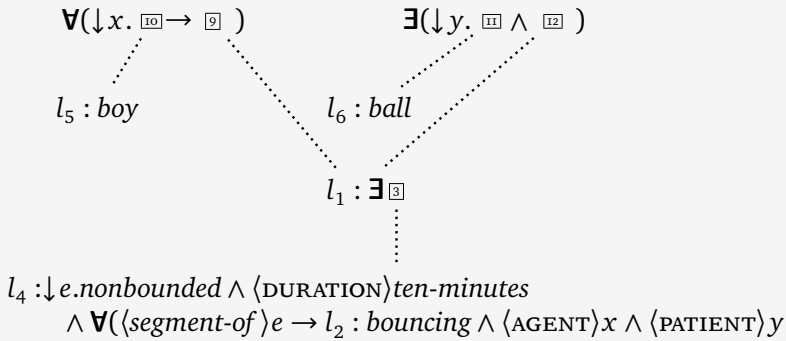 ∀(↓x. 10 → 9 ) ∃(↓y. 11 ∧ 12 )
l₅ : boy l₆ : ball
l₁ : ∃ 3
l₄ :↓e.nonbounded ∧ ⟨DURATION⟩ten-minutes
∧ ∀(⟨segment-of ⟩e → l₂ : bouncing ∧ ⟨AGENT⟩x ∧ ⟨PATIENT⟩y